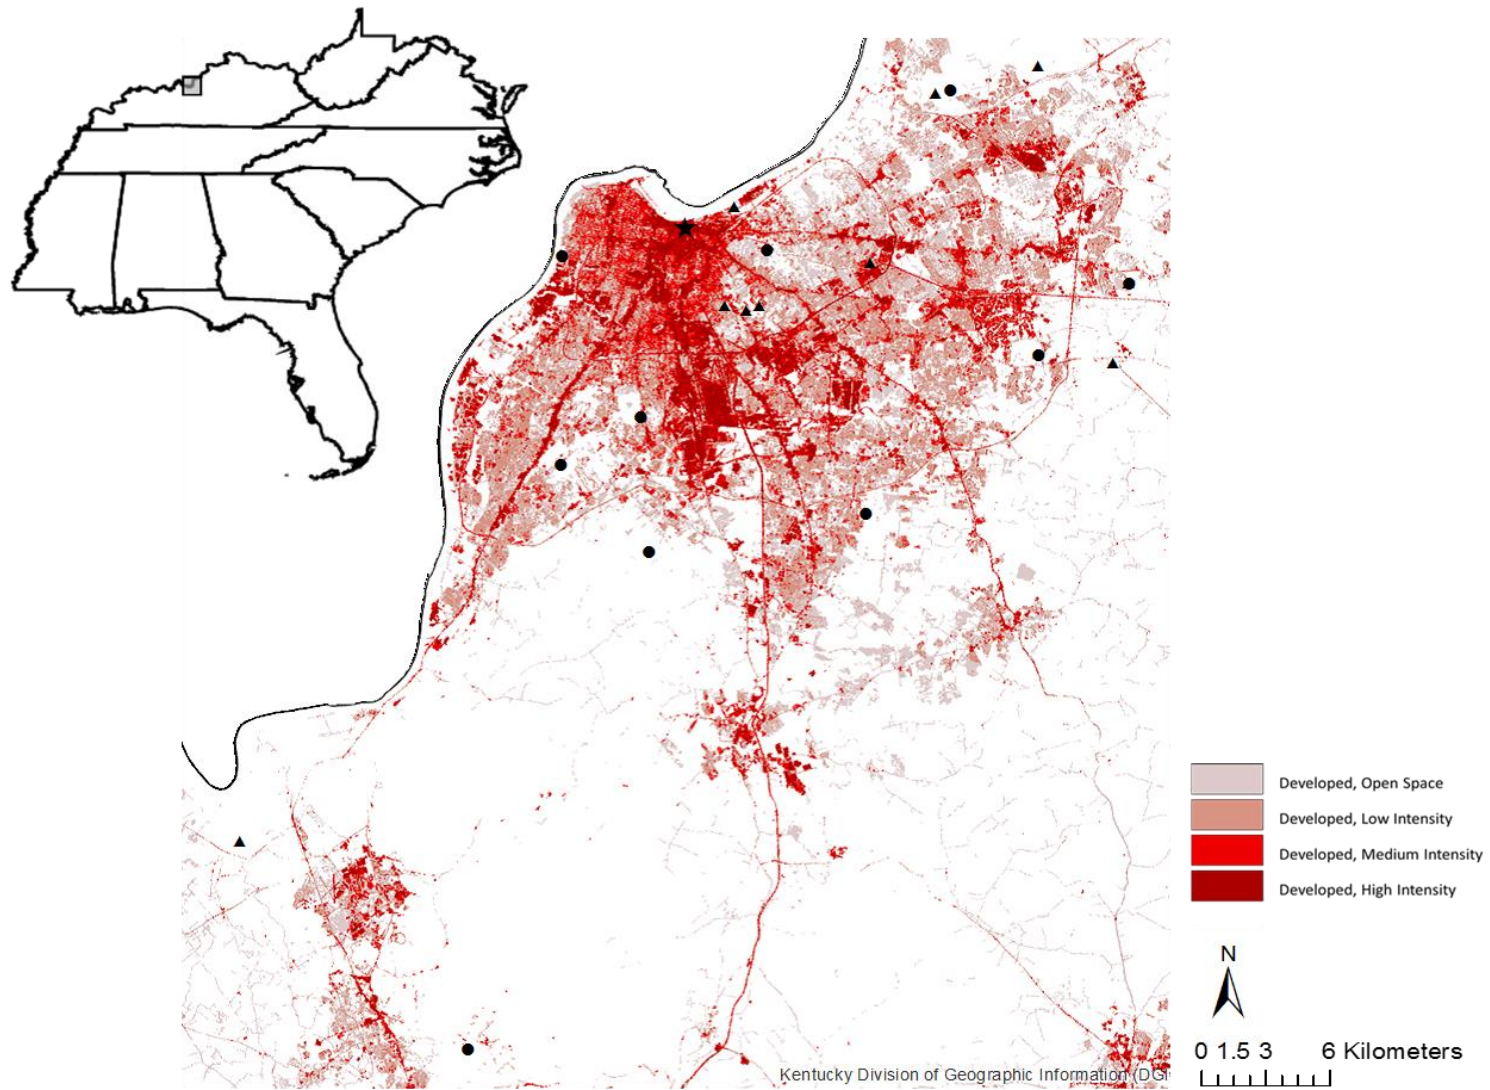 Developed, Open Space
Developed, Low Intensity
Developed, Medium Intensity
Developed, High Intensity
N
0 1.5 3 6 Kilometers
Kentucky Division of Geographic Information (DGI